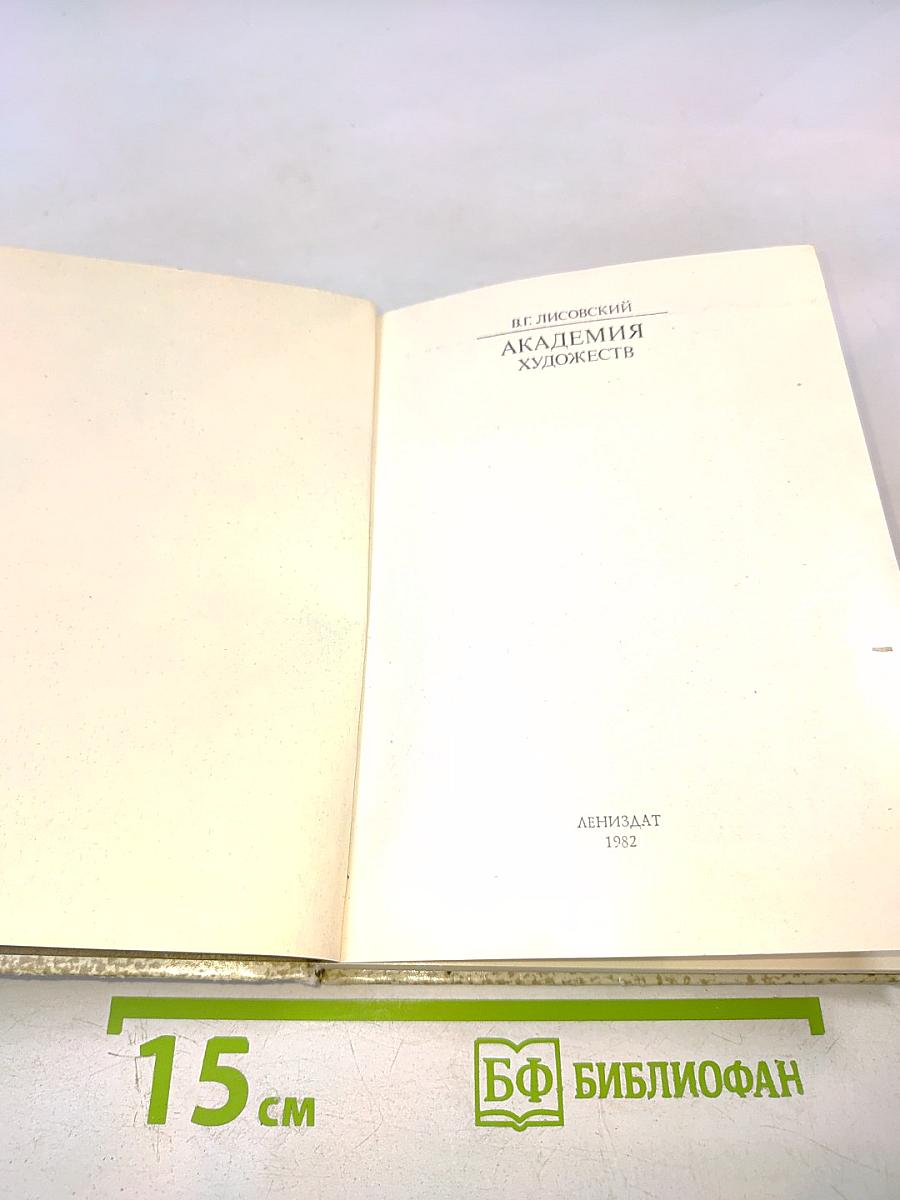 В.Г. ЛИСОВСКИЙ
АКАДЕМИЯ
ХУДОЖЕСТВ
ЛЕНИЗДАТ
1982
15 см
БФ БИБЛИОФАН